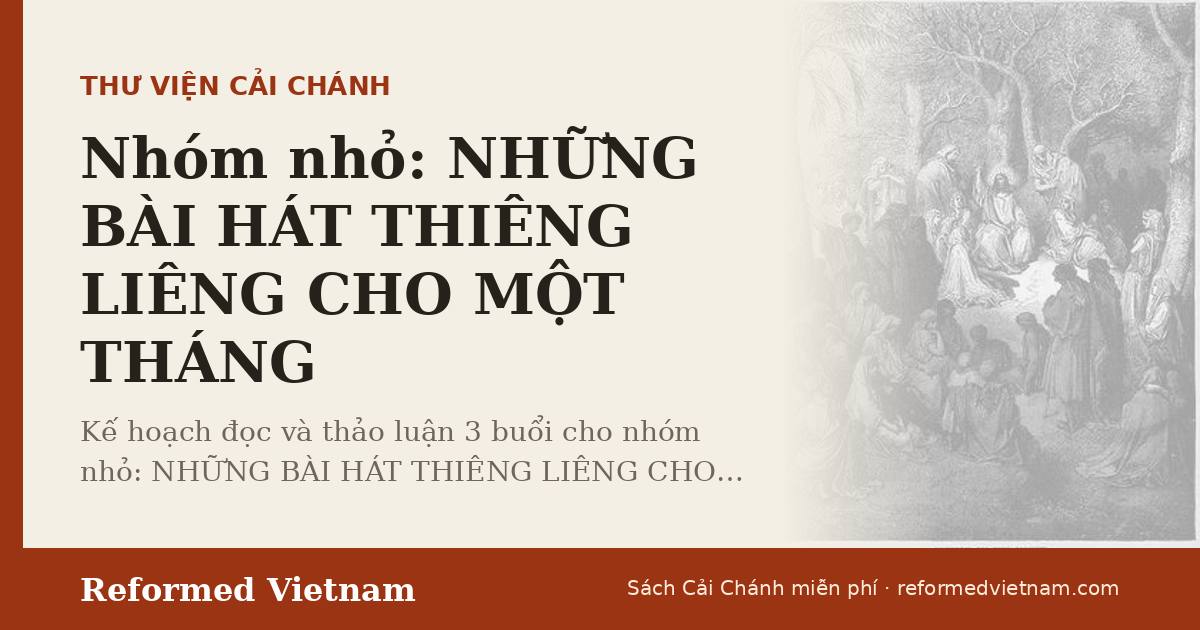 THƯ VIỆN CẢI CHÁNH
Nhóm nhỏ: NHỮNG
BÀI HÁT THIÊNG
LIÊNG CHO MỘT
THÁNG
Kế hoạch đọc và thảo luận 3 buổi cho nhóm
nhỏ: NHỮNG BÀI HÁT THIÊNG LIÊNG CHO…
Reformed Vietnam
Sách Cải Chánh miễn phí · reformedvietnam.com